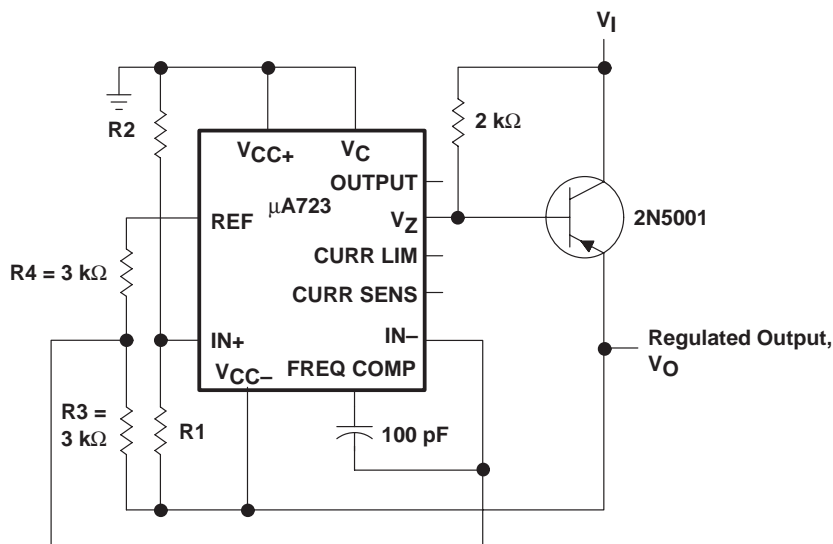 VI
R2
2 kΩ
VCC+
VC
OUTPUT
μA723
REF
VZ
2N5001
R4 = 3 kΩ
CURR LIM
CURR SENS
IN+
IN–
Regulated Output,
VO
VCC–
FREQ COMP
R3 =
3 kΩ
R1
100 pF